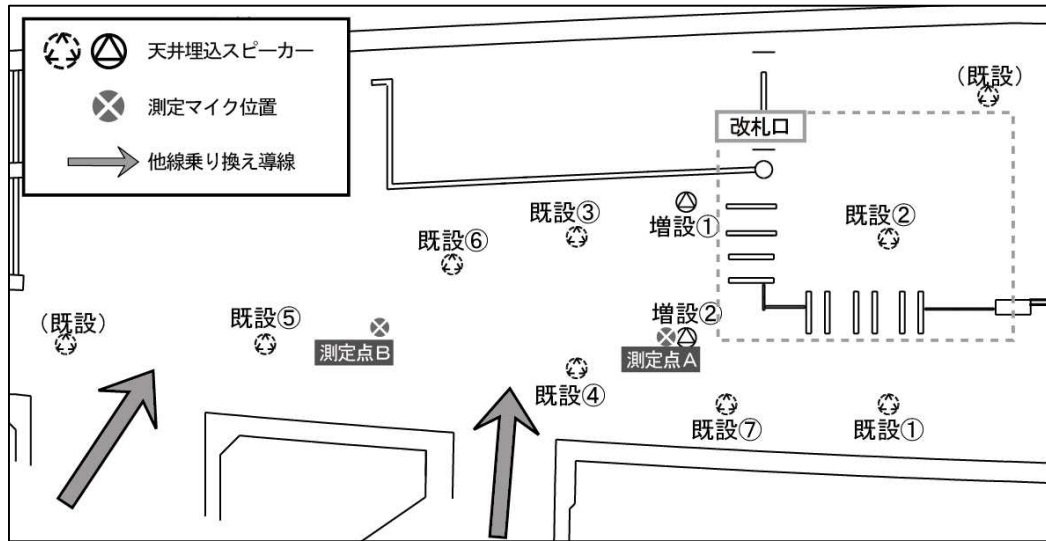 天井埋込スピーカー
測定マイク位置
他線乗り換え導線
(既設)
改札口
既設③
増設①
既設②
既設⑥
(既設)
既設⑤
増設②
測定点B
測定点A
既設④
既設⑦
既設①